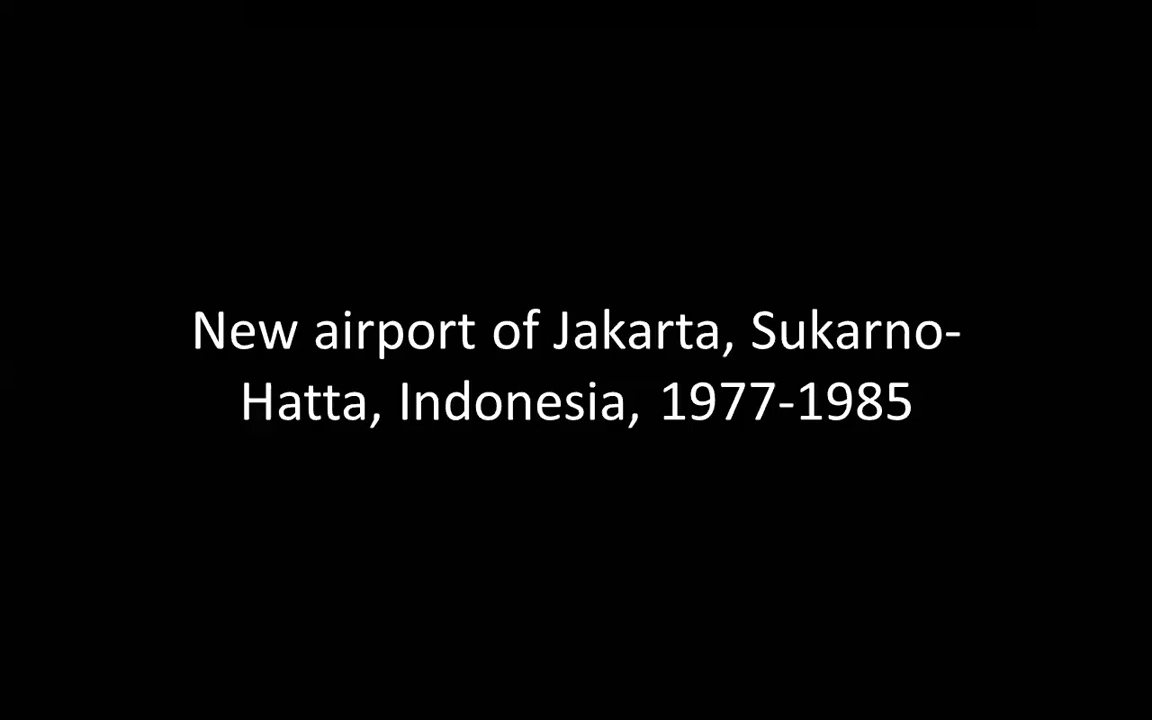 New airport of Jakarta, Sukarno-
Hatta, Indonesia, 1977-1985